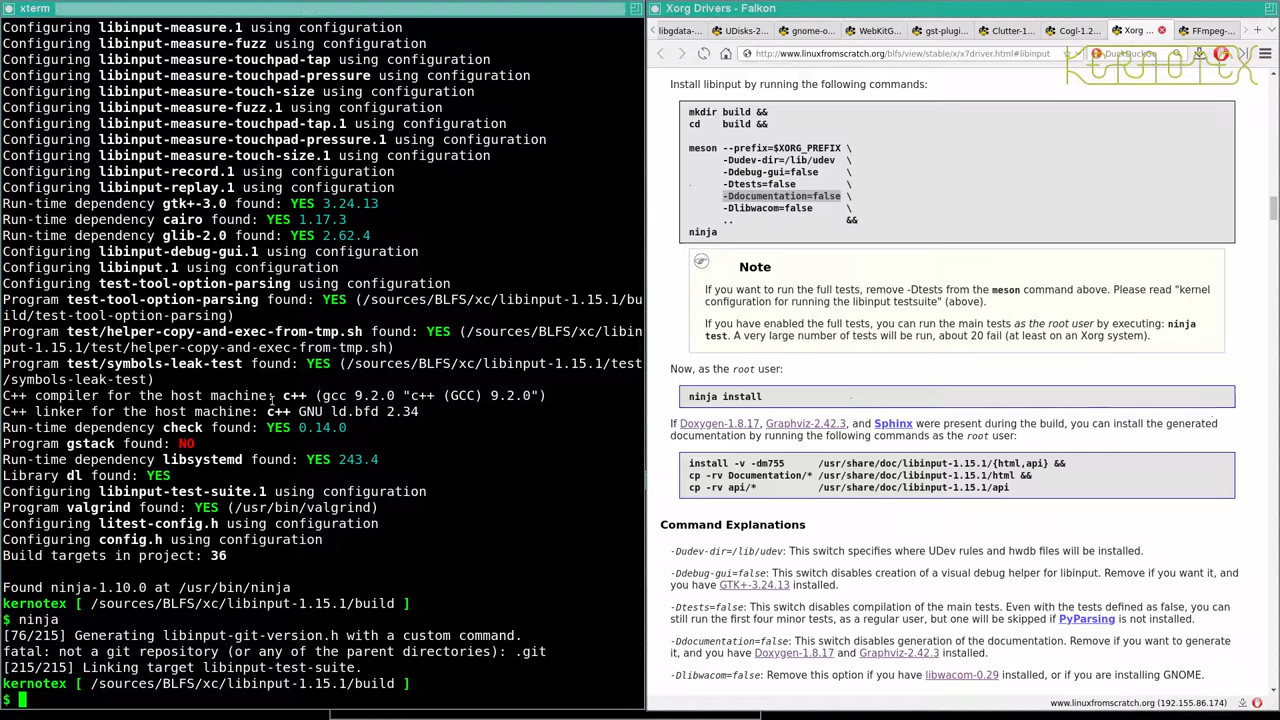 xterm
Configuring libinput-measure.1 using configuration
Configuring libinput-measure-fuzz using configuration
Configuring libinput-measure-touchpad-tap using configuration
Configuring libinput-measure-touchpad-pressure using configuration
Configuring libinput-measure-touch-size using configuration
Configuring libinput-measure-fuzz.1 using configuration
Configuring libinput-measure-touchpad-tap.1 using configuration
Configuring libinput-measure-touchpad-pressure.1 using configuration
Configuring libinput-measure-touch-size.1 using configuration
Configuring libinput-record.1 using configuration
Configuring libinput-replay.1 using configuration
Run-time dependency gtk+-3.0 found: YES 3.24.13
Run-time dependency cairo found: YES 1.17.3
Run-time dependency glib-2.0 found: YES 2.62.4
Configuring libinput-debug-gui.1 using configuration
Configuring libinput.1 using configuration
Configuring test-tool-option-parsing using configuration
Program test-tool-option-parsing found: YES (/sources/BLFS/xc/libinput-1.15.1/bu
ild/test-tool-option-parsing)
Program test/helper-copy-and-exec-from-tmp.sh found: YES (/sources/BLFS/xc/libin
put-1.15.1/test/helper-copy-and-exec-from-tmp.sh)
Program test/symbols-leak-test found: YES (/sources/BLFS/xc/libinput-1.15.1/test
/symbols-leak-test)
C++ compiler for the host machine: c++ (gcc 9.2.0 "c++ (GCC) 9.2.0")
C++ linker for the host machine: c++ GNU ld.bfd 2.34
Run-time dependency check found: YES 0.14.0
Program gstack found: NO
Run-time dependency libsystemd found: YES 243.4
Library dl found: YES
Configuring libinput-test-suite.1 using configuration
Program valgrind found: YES (/usr/bin/valgrind)
Configuring litest-config.h using configuration
Configuring config.h using configuration
Build targets in project: 36
Found ninja-1.10.0 at /usr/bin/ninja
kernotex [ /sources/BLFS/xc/libinput-1.15.1/build ]
$ ninja
[76/215] Generating libinput-git-version.h with a custom command.
fatal: not a git repository (or any of the parent directories): .git
[215/215] Linking target libinput-test-suite.
kernotex [ /sources/BLFS/xc/libinput-1.15.1/build ]
$
Xorg Drivers - Falkon
libgdata- UDisks-2 gnome-o WebKitG gst-plugi Clutter-1 Cogl-1.2 Xorg FFmpeg-
http://www.linuxfromscratch.org/blfs/view/stable/x/x7driver.html#libinput DuckDuckGo
KERNOTEX
Install libinput by running the following commands:
mkdir build &&
cd build &&
meson --prefix=$XORG_PREFIX \
-Dudev-dir=/lib/udev \
-Ddebug-gui=false \
-Dtests=false \
-Ddocumentation=false \
-Dlibwacom=false \
.. &&
ninja
Note
If you want to run the full tests, remove -Dtests from the meson command above. Please read "kernel
configuration for running the libinput testsuite" (above).
If you have enabled the full tests, you can run the main tests as the root user by executing: ninja
test. A very large number of tests will be run, about 20 fail (at least on an Xorg system).
Now, as the root user:
ninja install
If Doxygen-1.8.17, Graphviz-2.42.3, and Sphinx were present during the build, you can install the generated
documentation by running the following commands as the root user:
install -v -dm755 /usr/share/doc/libinput-1.15.1/{html,api} &&
cp -rv Documentation/* /usr/share/doc/libinput-1.15.1/html &&
cp -rv api/* /usr/share/doc/libinput-1.15.1/api
Command Explanations
-Dudev-dir=/lib/udev: This switch specifies where UDev rules and hwdb files will be installed.
-Ddebug-gui=false: This switch disables creation of a visual debug helper for libinput. Remove if you want it, and
you have GTK+-3.24.13 installed.
-Dtests=false: This switch disables compilation of the main tests. Even with the tests defined as false, you can
still run the first four minor tests, as a regular user, but one will be skipped if PyParsing is not installed.
-Ddocumentation=false: This switch disables generation of the documentation. Remove if you want to generate
it, and you have Doxygen-1.8.17 and Graphviz-2.42.3 installed.
-Dlibwacom=false: Remove this option if you have libwacom-0.29 installed, or if you are installing GNOME.
www.linuxfromscratch.org (192.155.86.174)